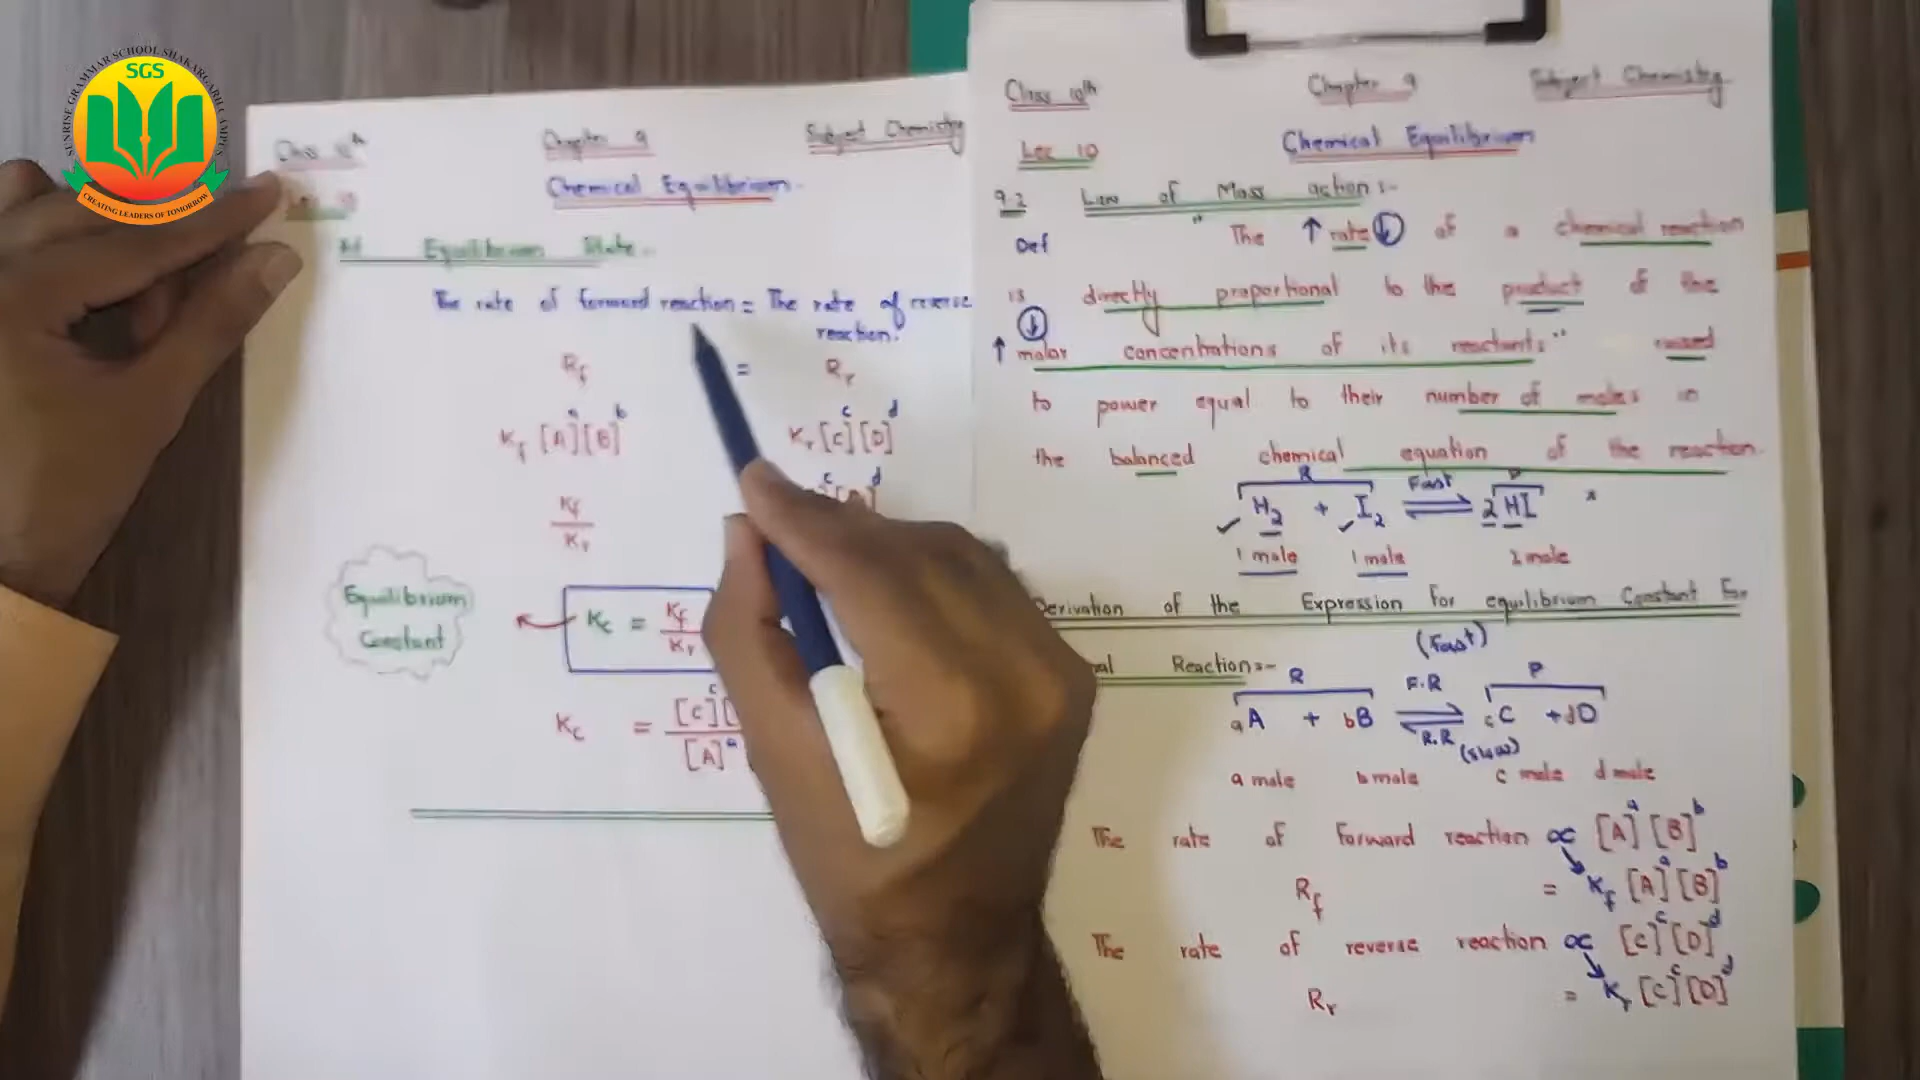 SUNRISE GRAMMAR SCHOOL SHAKARGARH CAMPUS
SGS
CREATING LEADERS OF TOMORROW
Class 10th Chapter 9 Subject Chemistry
Lec 10 Chemical Equilibrium
At Equilibrium State
The rate of forward reaction = The rate of reverse
reaction.
Rf = Rr
Kf [A]^a [B]^b Kr [C]^c [D]^d
Kf
Kr
Equilibrium
Constant
Kc = Kf
Kr
Kc = [C]^c
[A]^a
Class 10th Chapter 9 Subject Chemistry
Lec 10 Chemical Equilibrium
9.2 Law of Mass action:-
Def "The ↑ rate ↓ of a chemical reaction
is directly proportional to the product of the
↓
↑ molar concentrations of its reactants" raised
to power equal to their number of moles in
the balanced chemical equation of the reaction.
R Fast P
H2 + I2 ⇌ 2HI
1 mole 1 mole 2 mole
Derivation of the Expression for equilibrium Constant For
Reaction:-
(Fast)
R F.R P
aA + bB ⇌ cC + dD
R.R (slow)
a mole b mole c mole d mole
The rate of forward reaction ∝ [A]^a [B]^b
Rf = Kf [A]^a [B]^b
The rate of reverse reaction ∝ [C]^c [D]^d
Rr = Kr [C]^c [D]^d